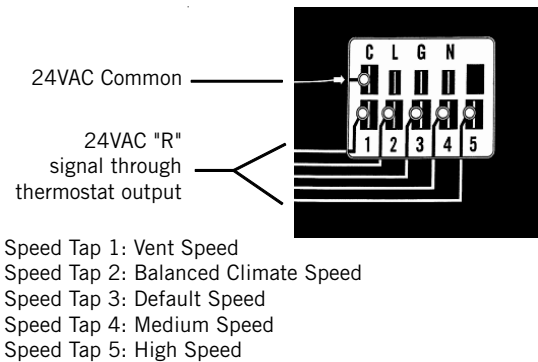 C L G N
24VAC Common
24VAC "R"
signal through
thermostat output
1 2 3 4 5
Speed Tap 1: Vent Speed
Speed Tap 2: Balanced Climate Speed
Speed Tap 3: Default Speed
Speed Tap 4: Medium Speed
Speed Tap 5: High Speed